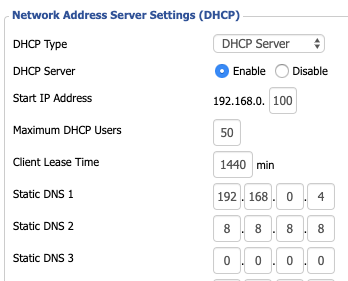 Network Address Server Settings (DHCP)
DHCP Type DHCP Server
DHCP Server Enable Disable
Start IP Address 192.168.0. 100
Maximum DHCP Users 50
Client Lease Time 1440 min
Static DNS 1 192 . 168 . 0 . 4
Static DNS 2 8 . 8 . 8 . 8
Static DNS 3 0 . 0 . 0 . 0